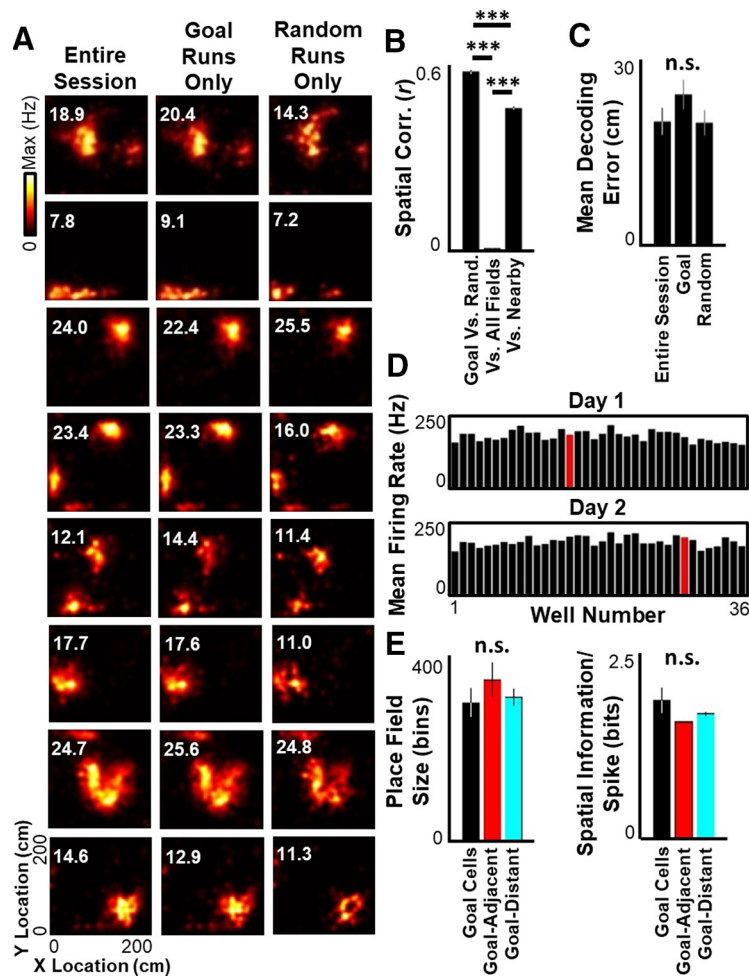 A
Entire
Session
Goal
Runs
Only
Random
Runs
Only
Max (Hz)
0
18.9
20.4
14.3
7.8
9.1
7.2
24.0
22.4
25.5
23.4
23.3
16.0
12.1
14.4
11.4
17.7
17.6
11.0
24.7
25.6
24.8
14.6
12.9
11.3
Y Location (cm)
0
200
0
200
X Location (cm)
B
***
***
***
Spatial Corr. (r)
0.6
0
Goal Vs. Rand.
Vs. All Fields
Vs. Nearby
C
n.s.
Mean Decoding
Error (cm)
30
0
Entire Session
Goal
Random
D
Mean Firing Rate (Hz)
Day 1
250
0
Day 2
250
0
1
36
Well Number
E
n.s.
Place Field
Size (bins)
400
0
Goal Cells
Goal-Adjacent
Goal-Distant
n.s.
Spatial Information/
Spike (bits)
2.5
0
Goal Cells
Goal-Adjacent
Goal-Distant